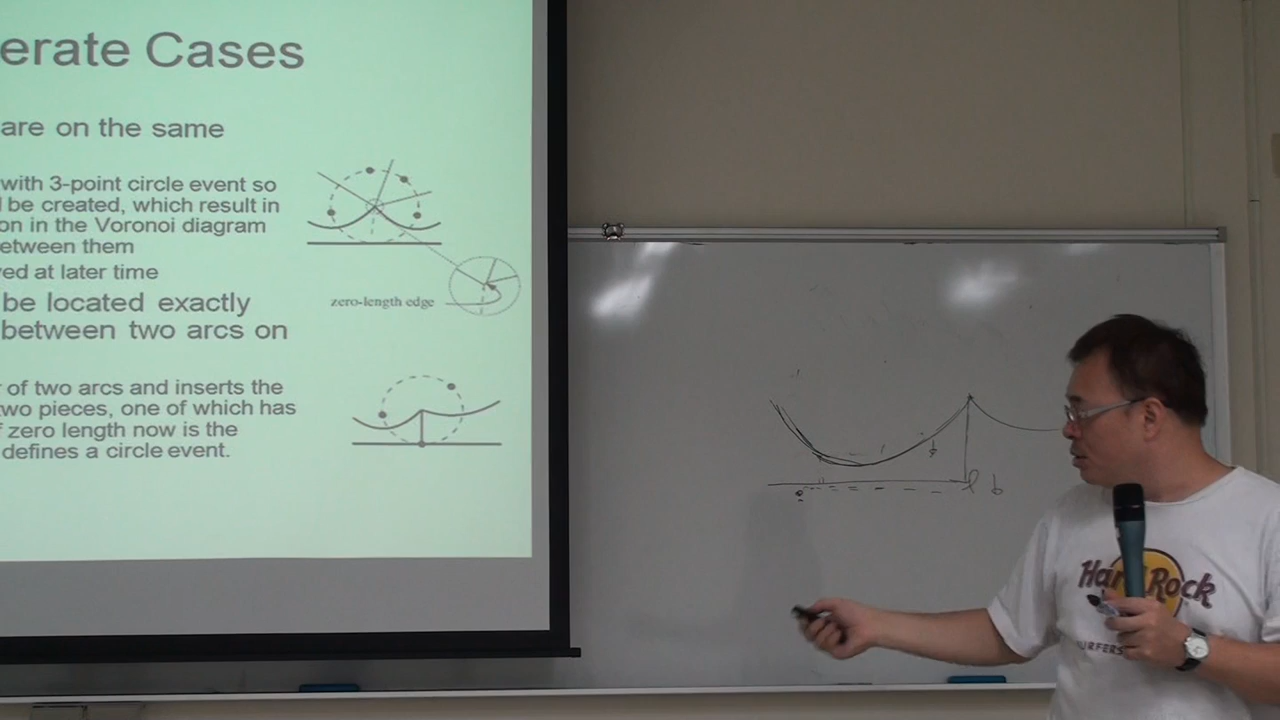 erate Cases
are on the same
with 3-point circle event so
be created, which result in
on in the Voronoi diagram
etween them
ved at later time
be located exactly
between two arcs on
zero-length edge
of two arcs and inserts the
two pieces, one of which has
zero length now is the
defines a circle event.
l b
Hard Rock
SURFERS